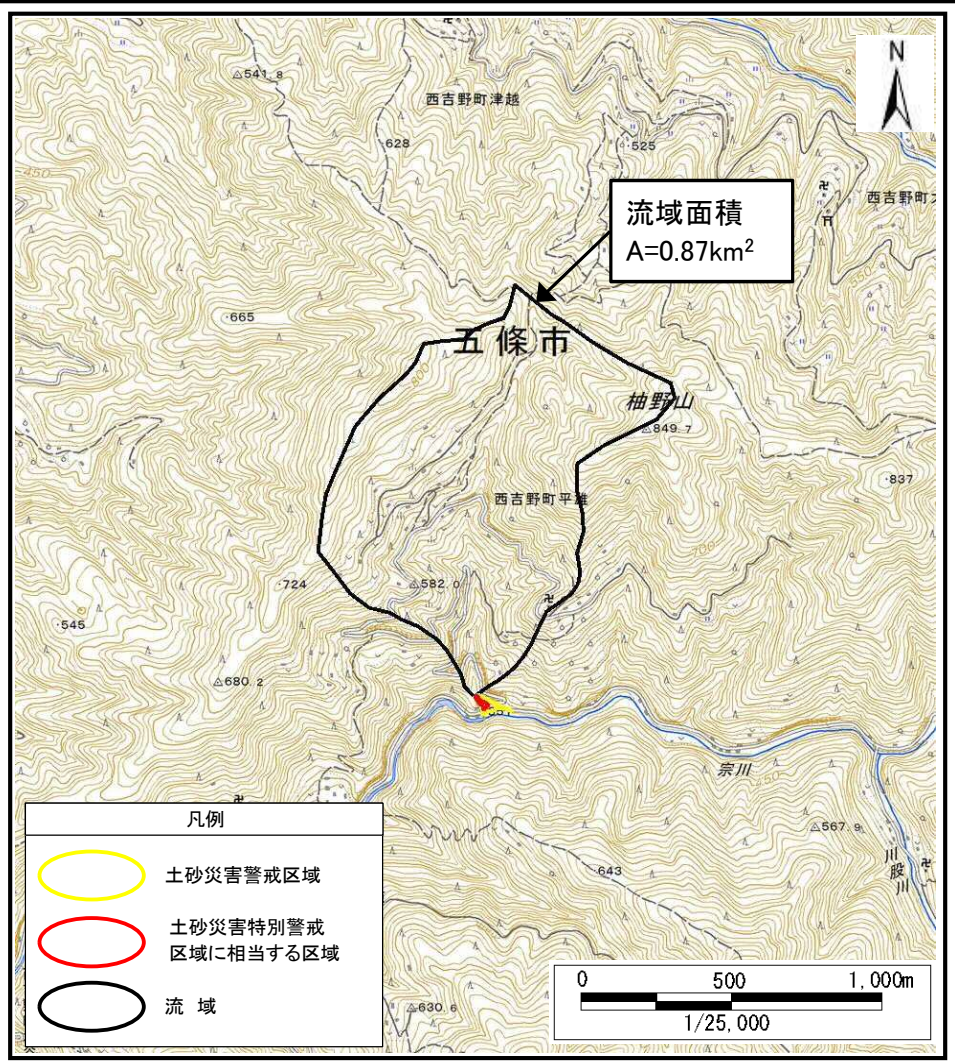 N
△541.8
西吉野町津越
・628
・525
450
西吉野町
流域面積
A=0.87km²
・665
五條市
800
柚野山
△849.7
・837
西吉野町平雄
700
・724
△582.0
・545
△680.2
宗川
450
△567.9
川股川
・643
△630.6
凡例
土砂災害警戒区域
土砂災害特別警戒
区域に相当する区域
流 域
0 500 1,000m
1/25,000